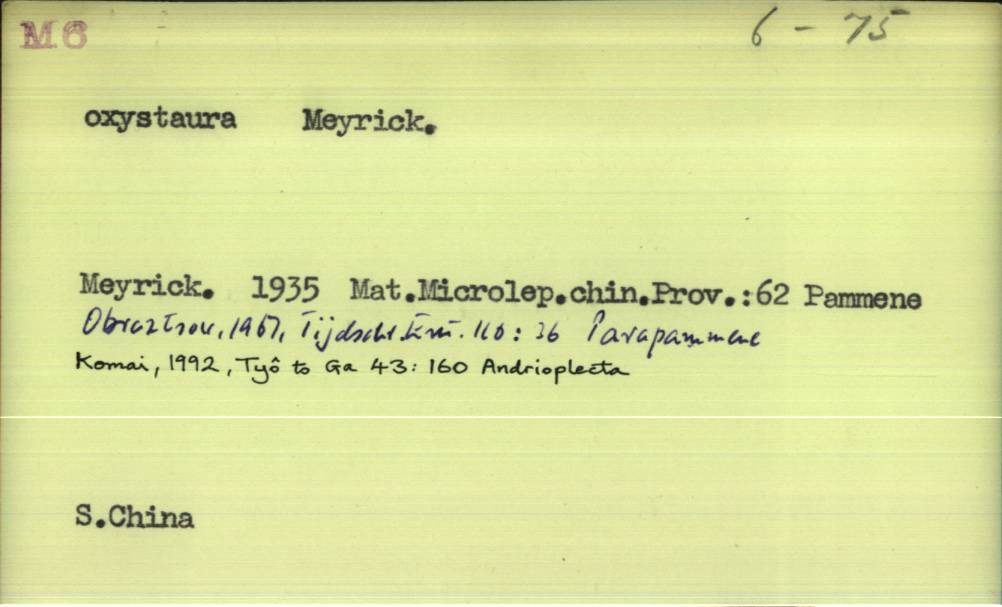 M6
6 - 75
oxystaura Meyrick.
Meyrick. 1935 Mat.Microlep.chin.Prov.:62 Pammene
Obraztsov, 1967, Tijdschr. Ent. 110: 36 Parapammene
Komai, 1992, Tyô to Ga 43: 160 Andrioplecta
S.China